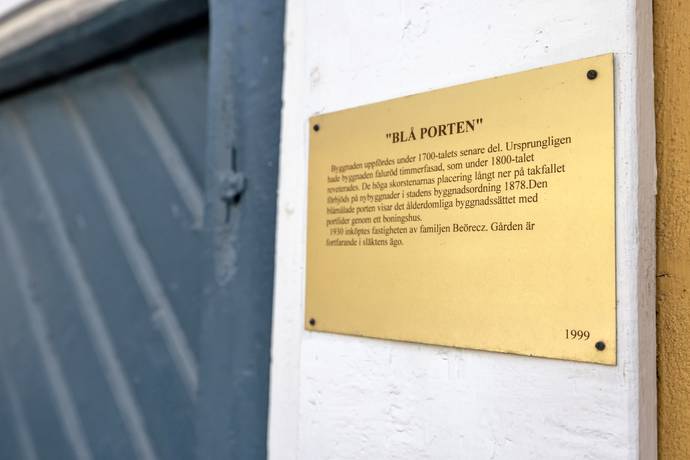 "BLÅ PORTEN"
Byggnaden uppfördes under 1700-talets senare del. Ursprungligen
hade byggnaden faluröd timmerfasad, som under 1800-talet
reveterades. De höga skorstenarnas placering långt ner på takfallet
förbjöds på nybyggnader i stadens byggnadsordning 1878.Den
blåmålade porten visar det ålderdomliga byggnadssättet med
portlider genom ett boningshus.
1930 inköptes fastigheten av familjen Beörecz. Gården är
fortfarande i släktens ägo.
1999